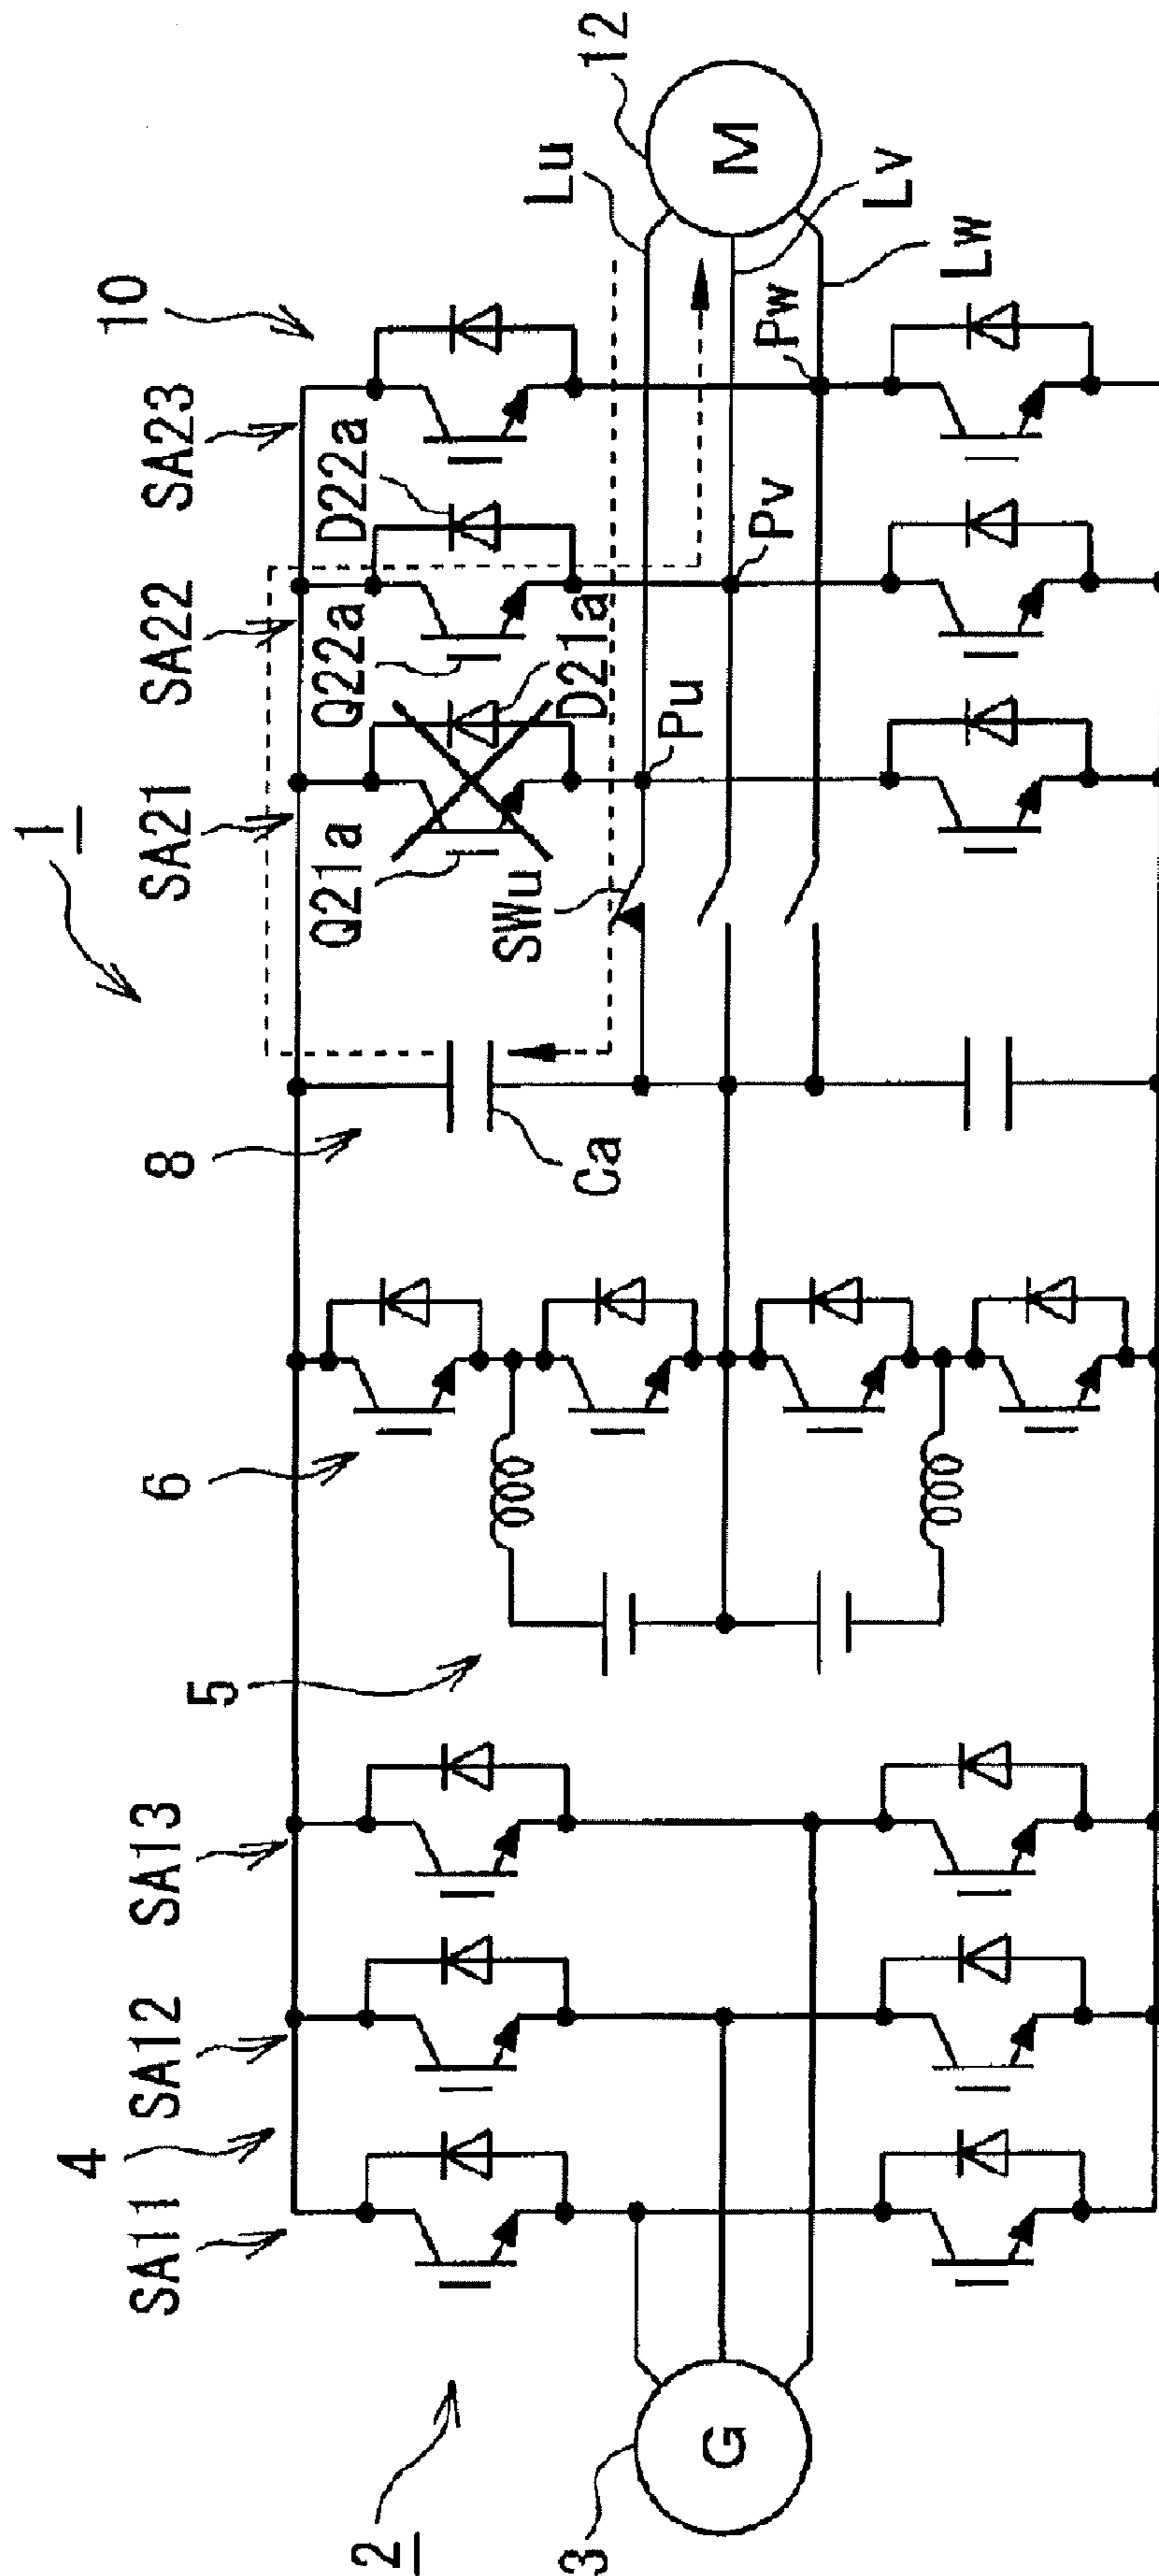 1
10
SA21
SA22
SA23
Q21a
Q22a
D22a
D21a
SWu
Lu
12
M
Lv
Lw
Pu
Pv
Pw
8
Ca
6
5
4
SA11
SA12
SA13
2
3
G